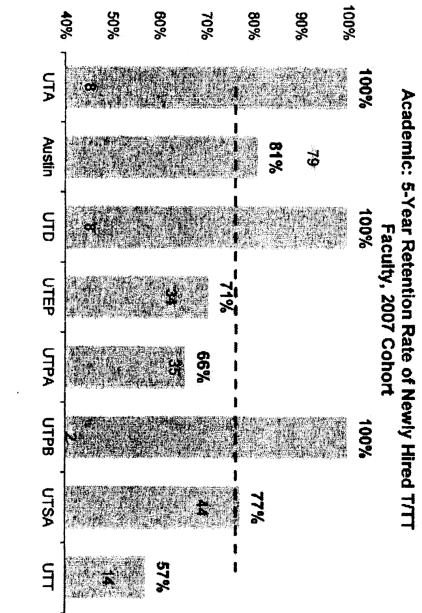 Academic: 5-Year Retention Rate of Newly Hired T/TT
Faculty, 2007 Cohort
100%
90%
80%
70%
60%
50%
40%
100%
81%
100%
71%
66%
100%
77%
57%
8
79
8
34
35
2
44
14
UTA
Austin
UTD
UTEP
UTPA
UTPB
UTSA
UTT